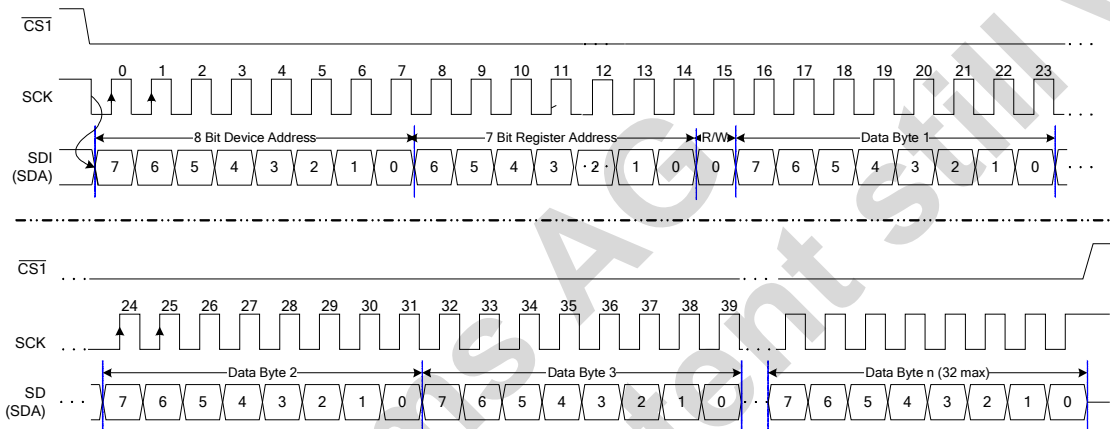 CS1 · · · · · ·
0 1 2 3 4 5 6 7 8 9 10 11 12 13 14 15 16 17 18 19 20 21 22 23
SCK · · ·
8 Bit Device Address 7 Bit Register Address R/W Data Byte 1
SDI (SDA) 7 6 5 4 3 2 1 0 6 5 4 3 2 1 0 0 7 6 5 4 3 2 1 0 · · ·
CS1 · · · · · ·
24 25 26 27 28 29 30 31 32 33 34 35 36 37 38 39
SCK · · · · · ·
Data Byte 2 Data Byte 3 Data Byte n (32 max)
SD (SDA) · · · 7 6 5 4 3 2 1 0 7 6 5 4 3 2 1 0 · · · 7 6 5 4 3 2 1 0
ms AG
tent still v